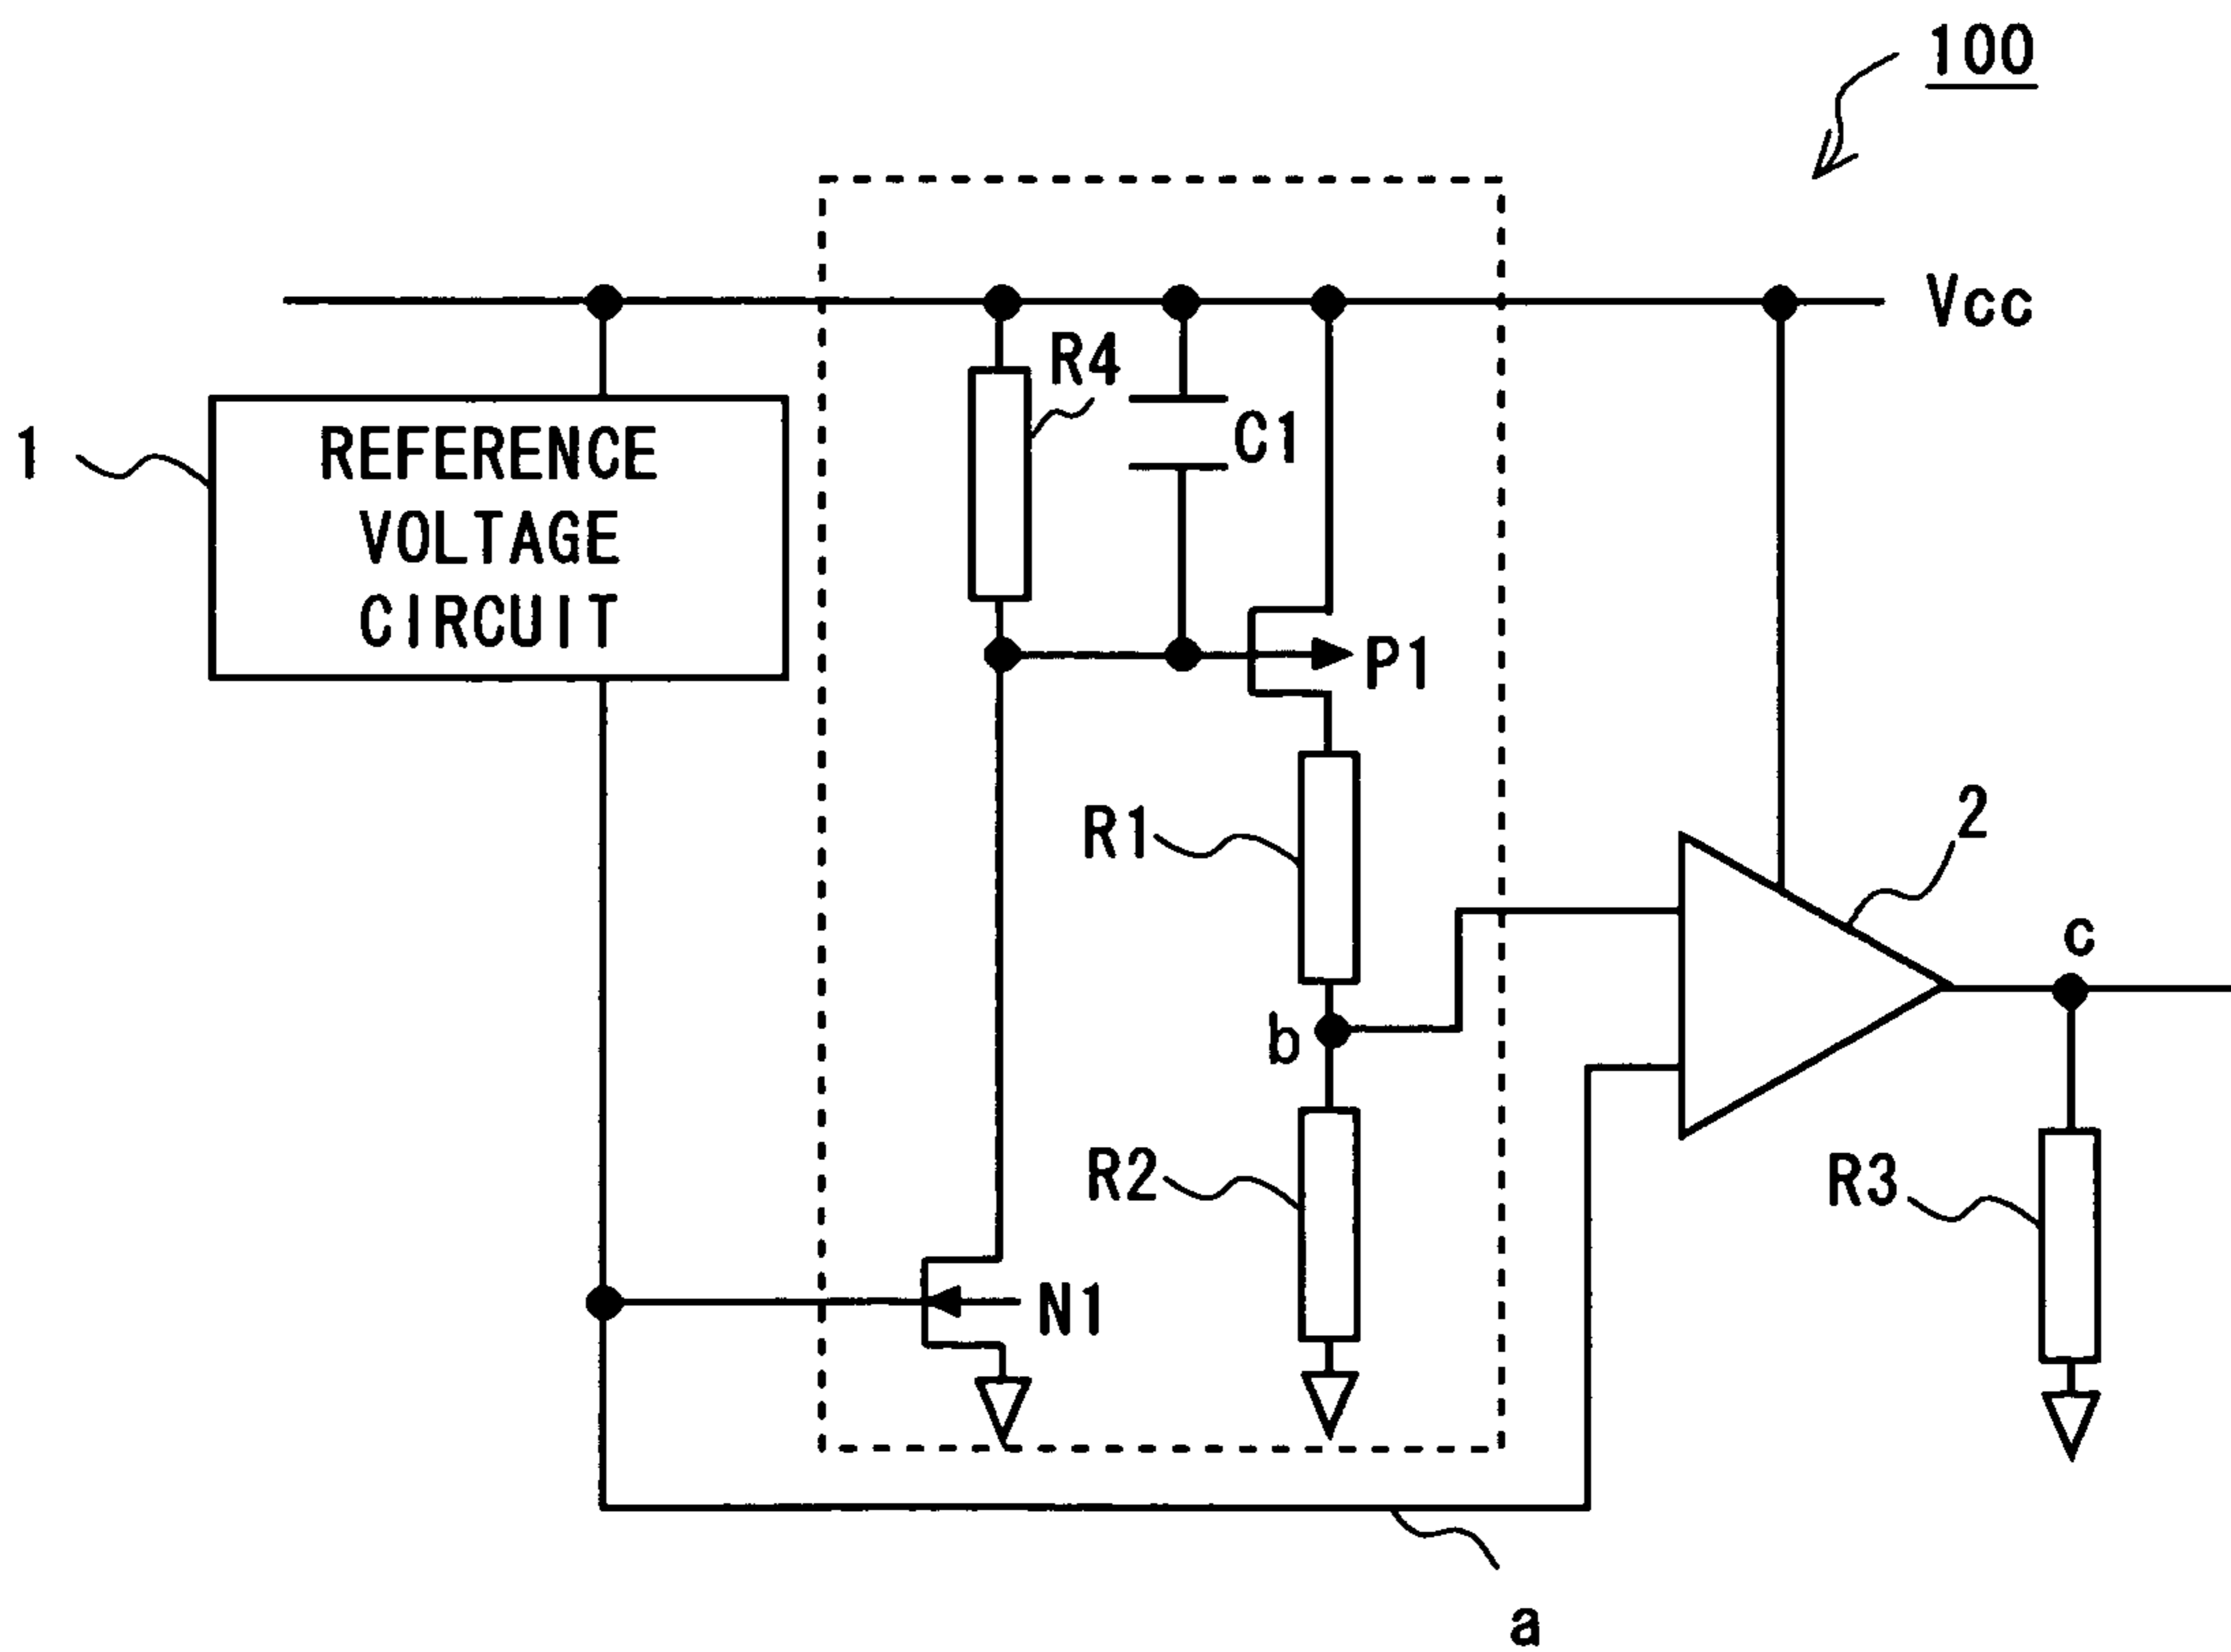 100
Vcc
R4
C1
1
REFERENCE
VOLTAGE
CIRCUIT
P1
R1
2
c
b
R2
R3
N1
a